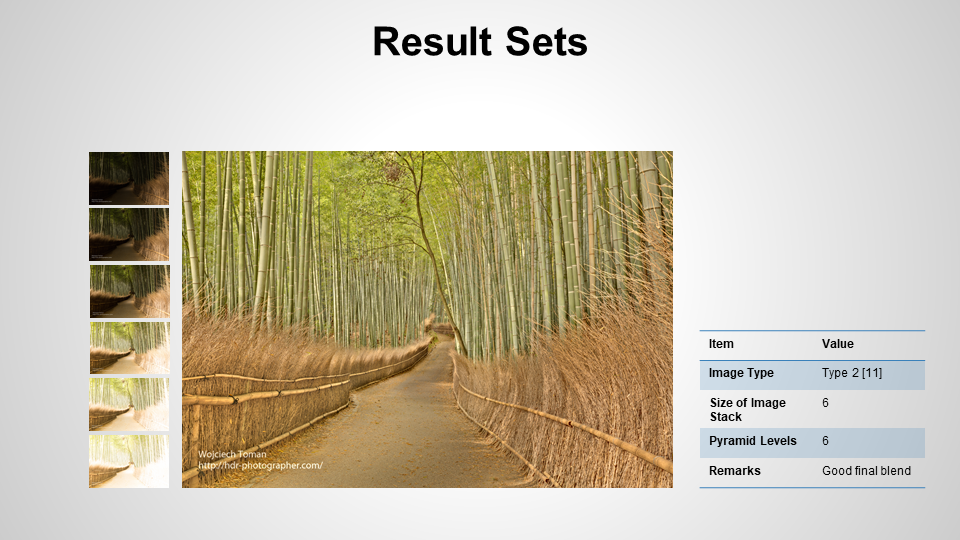 Result Sets
Wojciech Toman
http://hdr-photographer.com/
Item Value
Image Type Type 2 [11]
Size of Image
Stack 6
Pyramid Levels 6
Remarks Good final blend